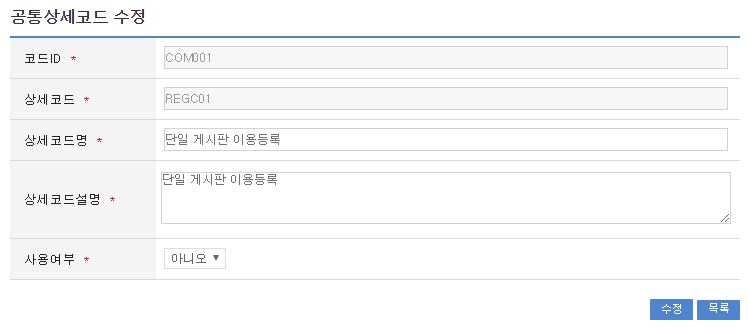 공통상세코드 수정
코드ID *
COM001
상세코드 *
REGC01
상세코드명 *
단일 게시판 이용등록
상세코드설명 *
단일 게시판 이용등록
사용여부 *
아니오 ▼
수정 목록